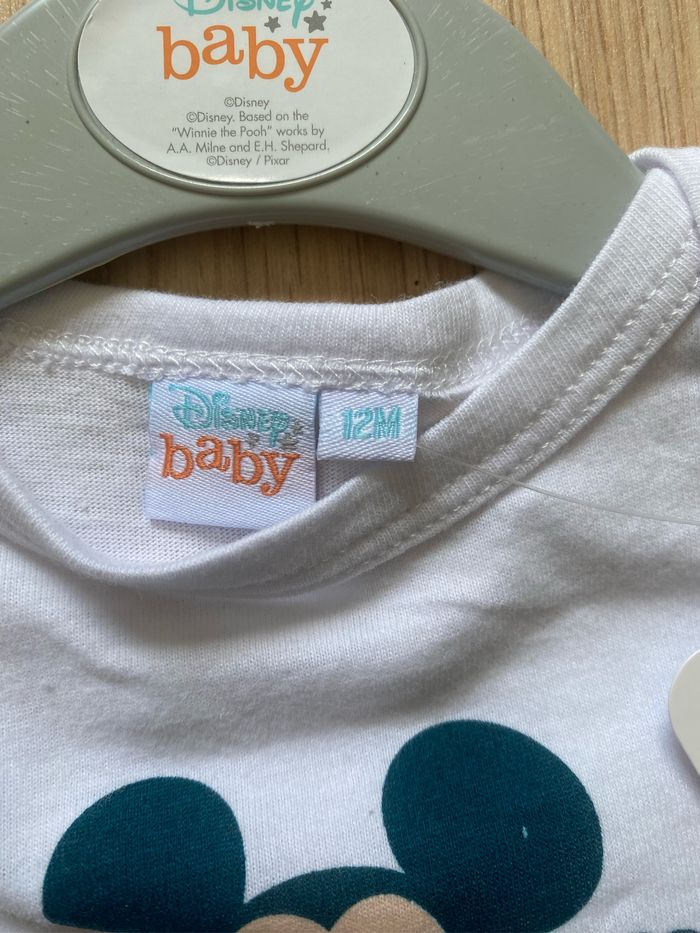 Disney
baby
©Disney
©Disney. Based on the
"Winnie the Pooh" works by
A.A. Milne and E.H. Shepard.
©Disney / Pixar
Disney
baby
12M